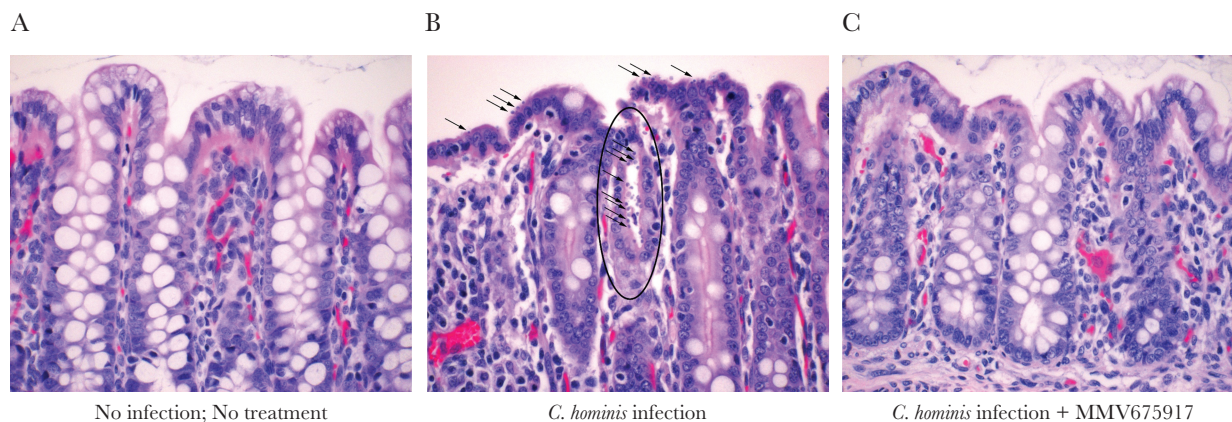 A
B
C
No infection; No treatment
C. hominis infection
C. hominis infection + MMV675917